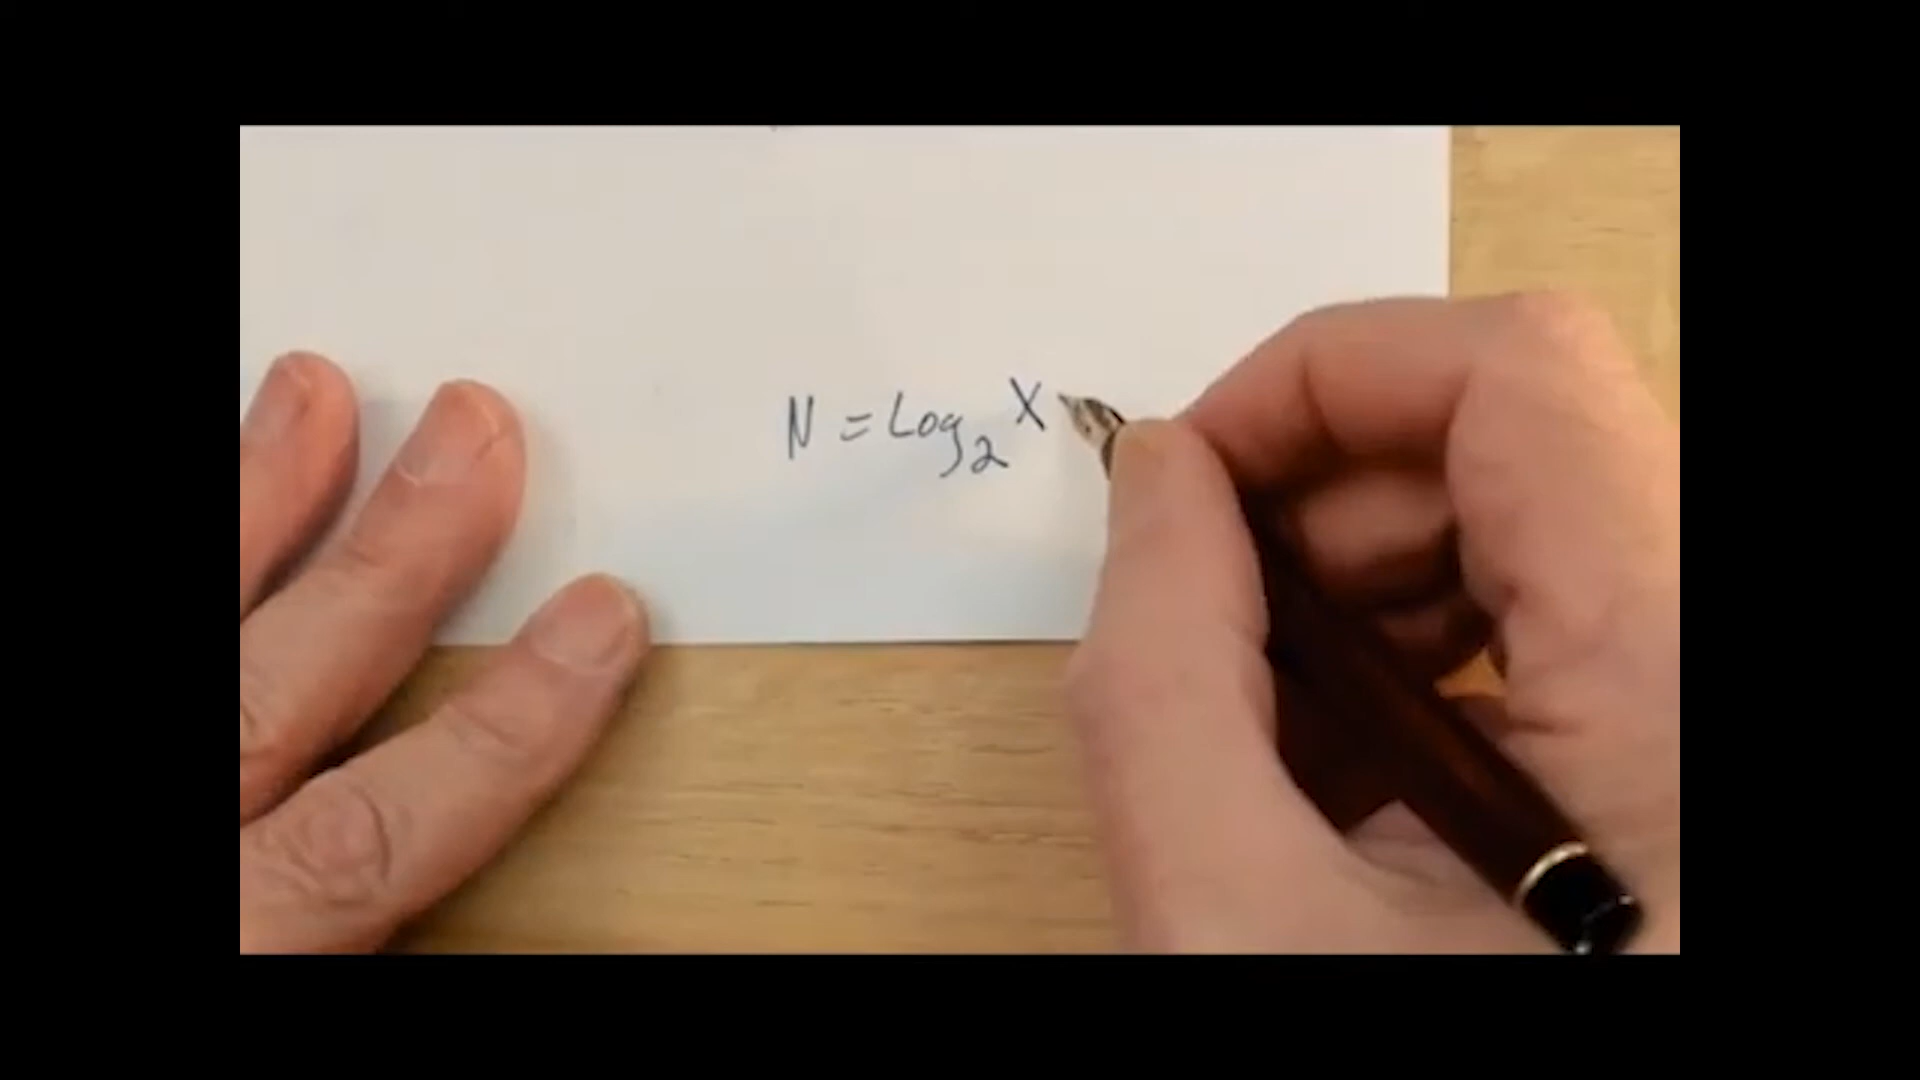 N = Log₂ X